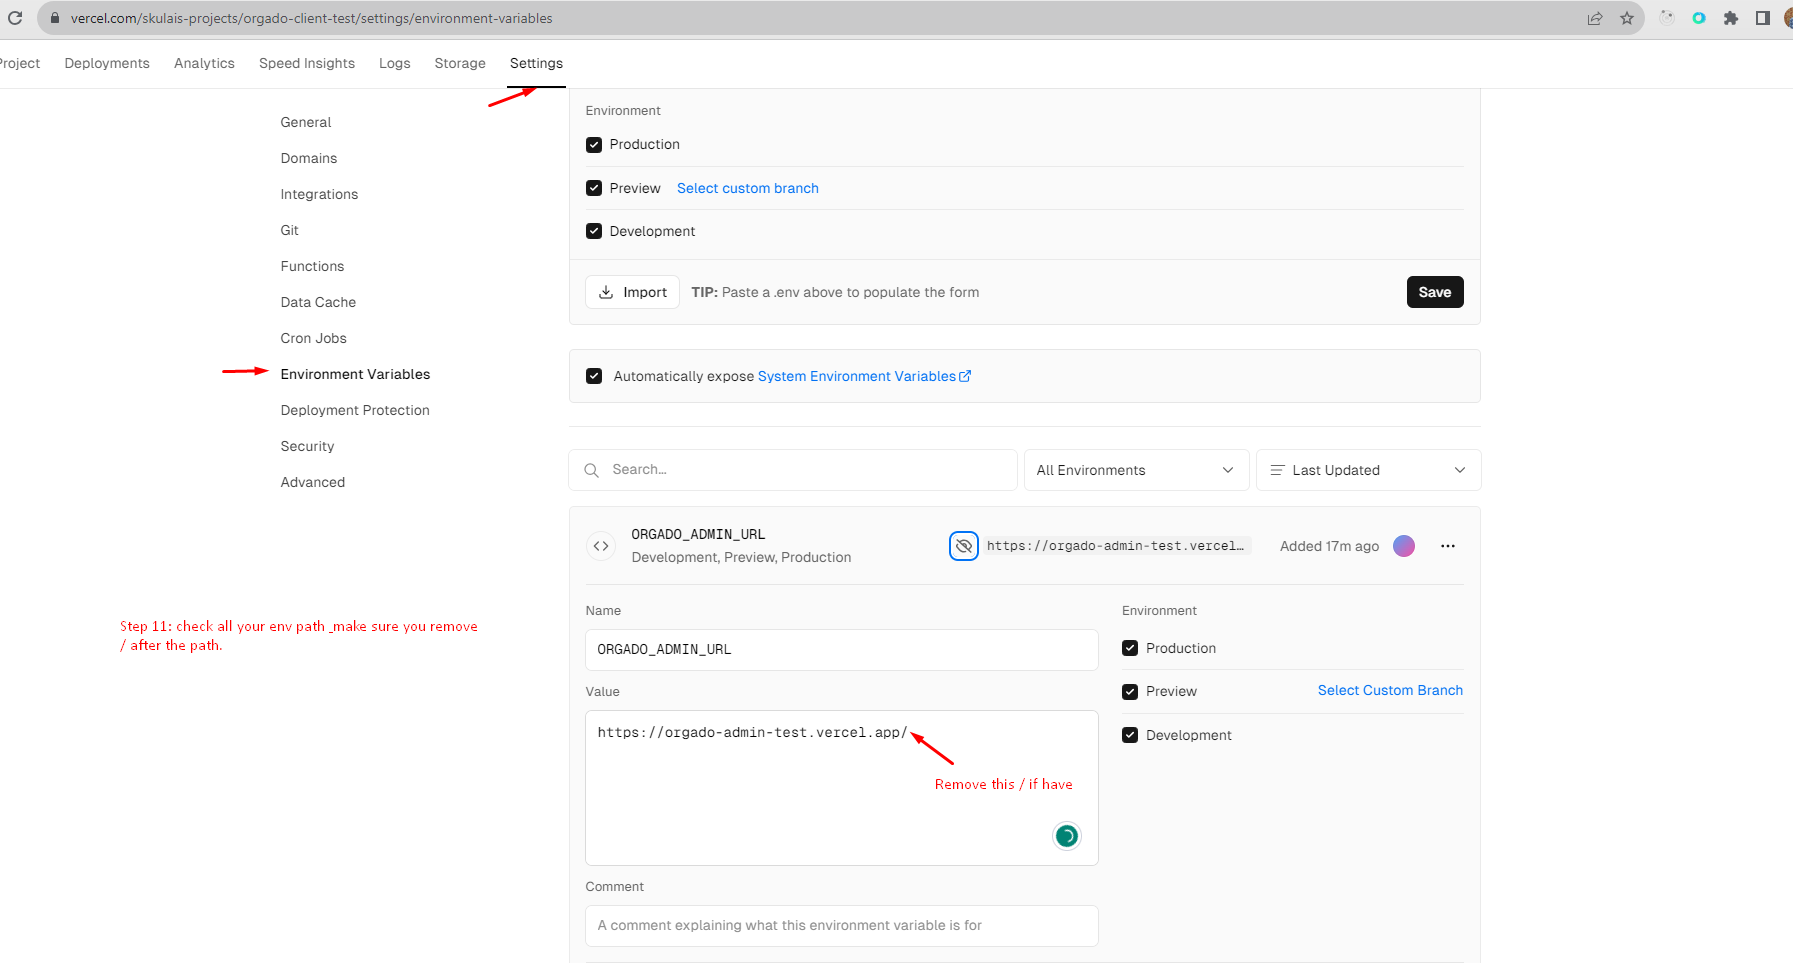 vercel.com/skulais-projects/orgado-client-test/settings/environment-variables
Project Deployments Analytics Speed Insights Logs Storage Settings
General
Domains
Integrations
Git
Functions
Data Cache
Cron Jobs
Environment Variables
Deployment Protection
Security
Advanced
Step 11: check all your env path _make sure you remove
/ after the path.
Environment
Production
Preview Select custom branch
Development
Import TIP: Paste a .env above to populate the form Save
Automatically expose System Environment Variables
Search... All Environments Last Updated
ORGADO_ADMIN_URL
Development, Preview, Production
https://orgado-admin-test.vercel… Added 17m ago
Name
ORGADO_ADMIN_URL
Value
https://orgado-admin-test.vercel.app/
Remove this / if have
Comment
A comment explaining what this environment variable is for
Environment
Production
Preview Select Custom Branch
Development